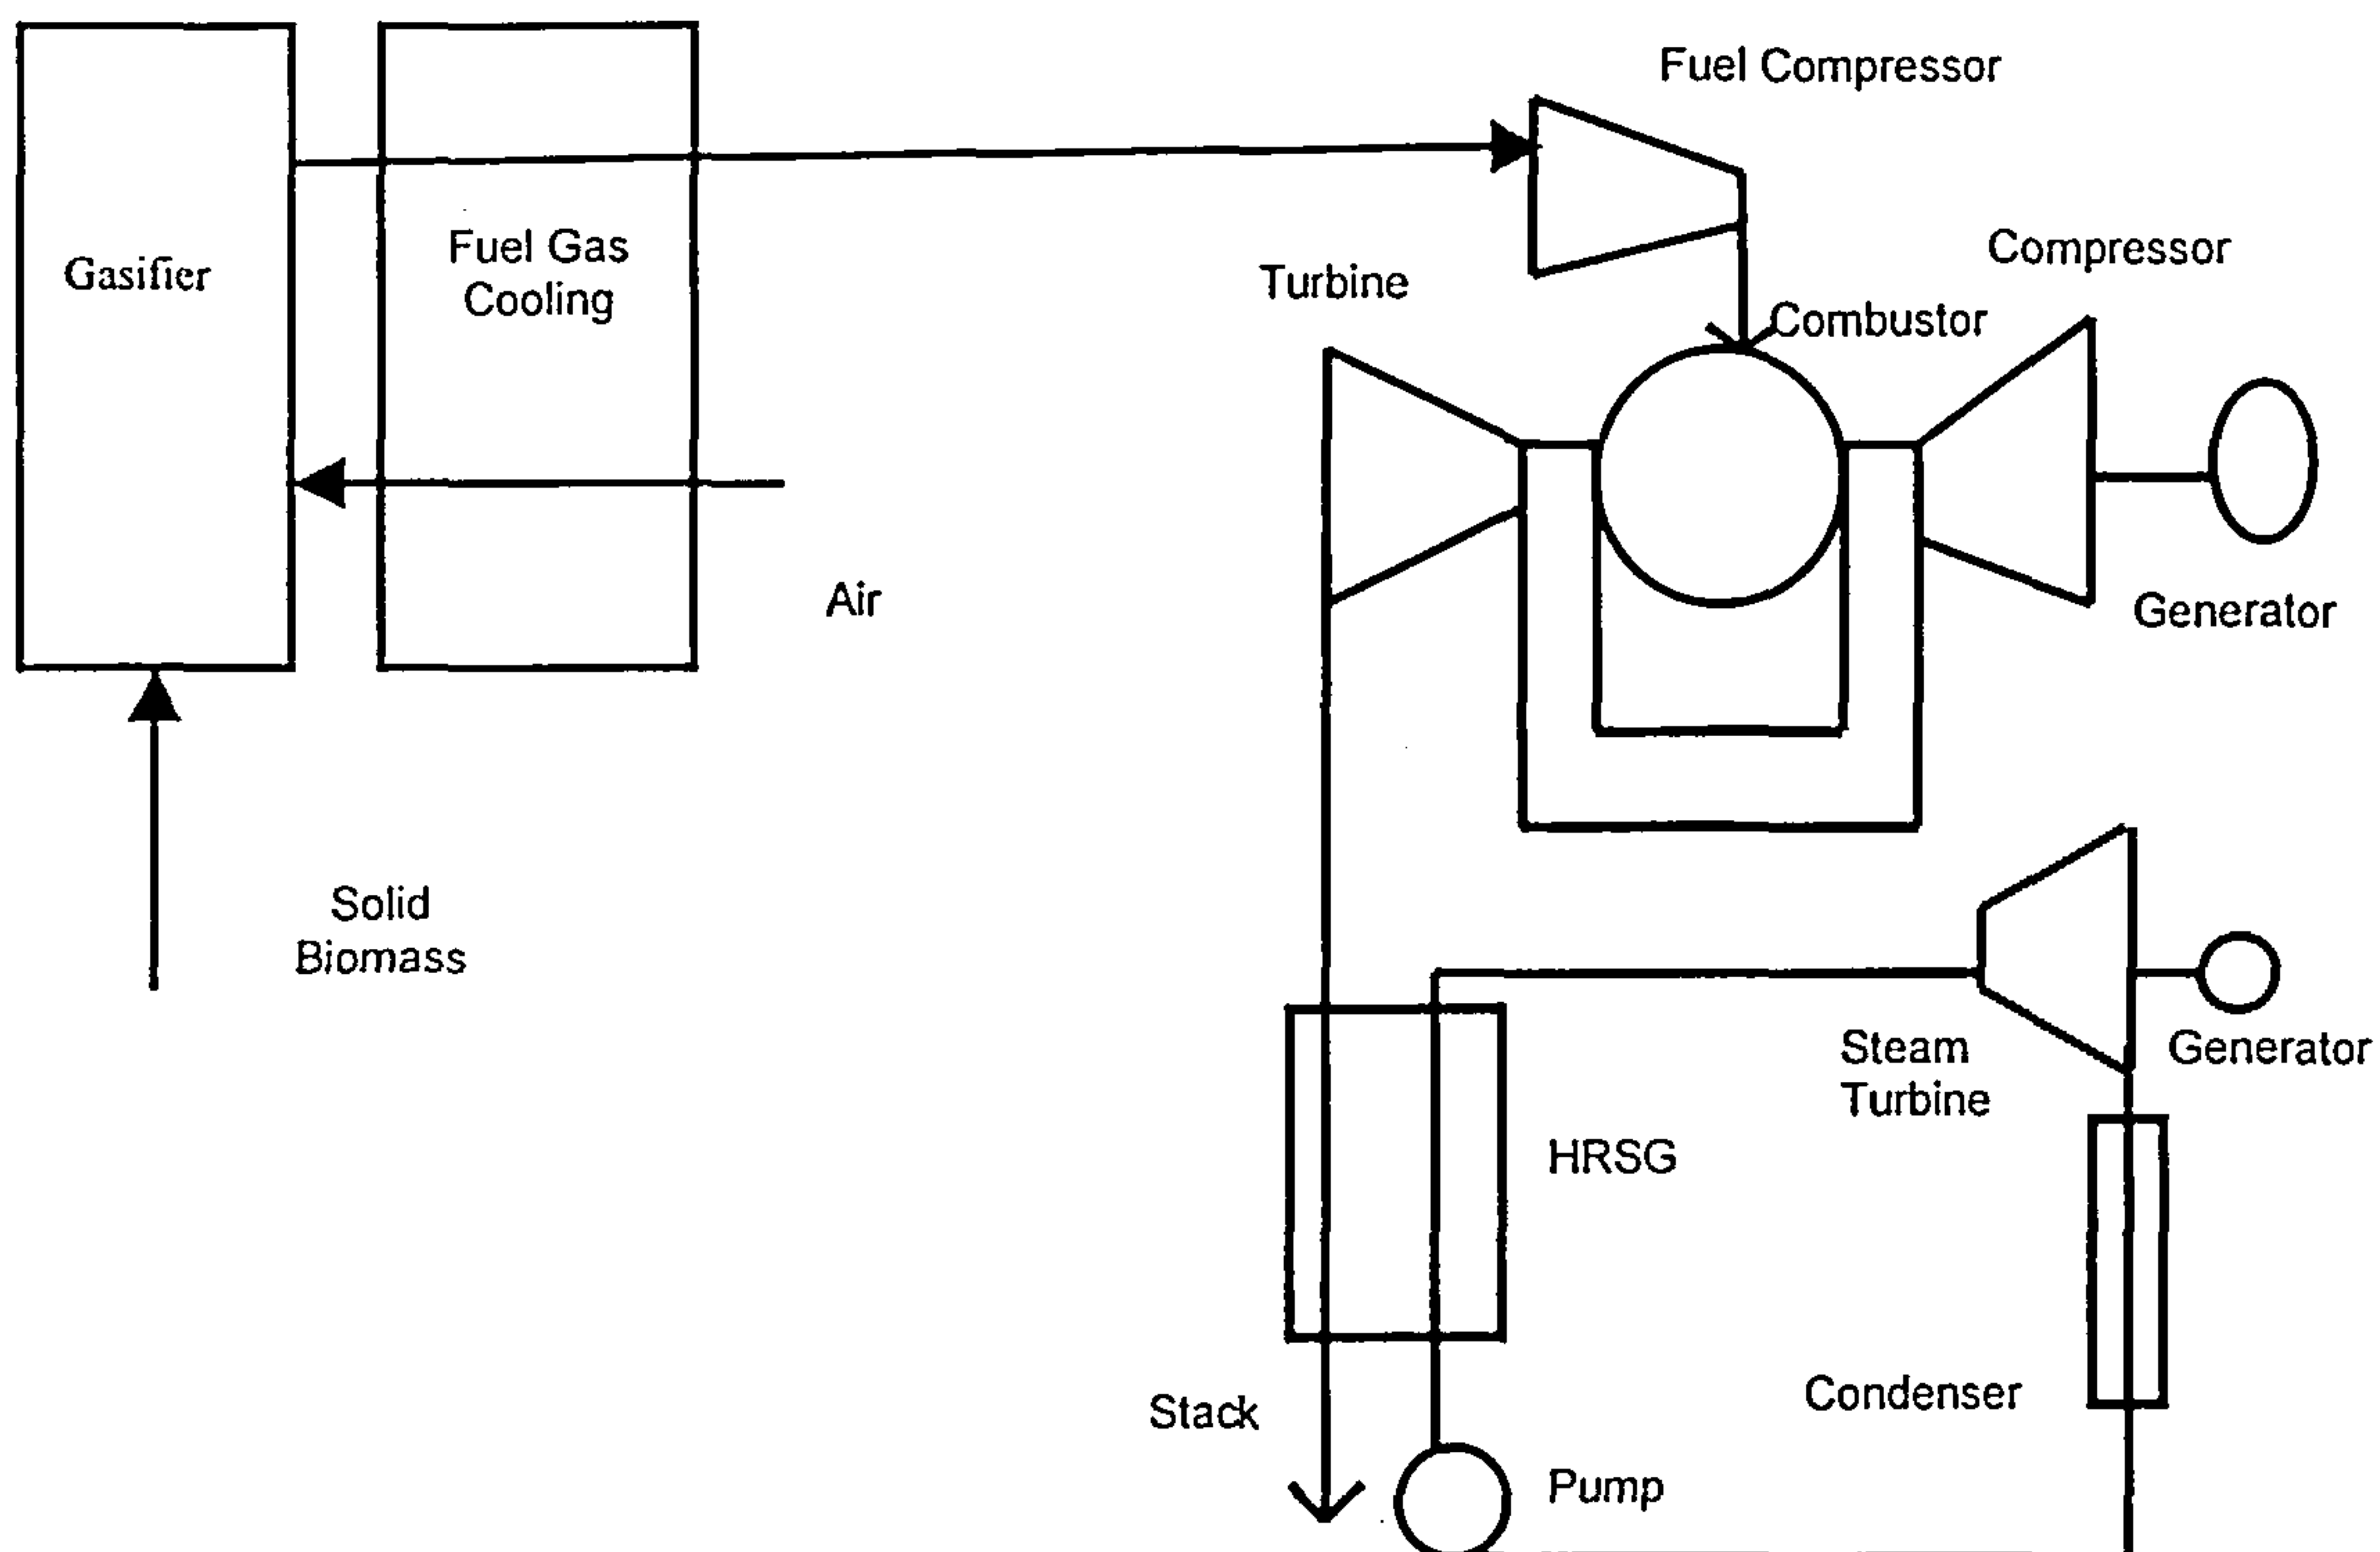 Fuel Compressor
Gasifier
Fuel Gas
Cooling
Turbine
Compressor
Combustor
Air
Generator
Solid
Biomass
Steam
Turbine
Generator
HRSG
Condenser
Stack
Pump